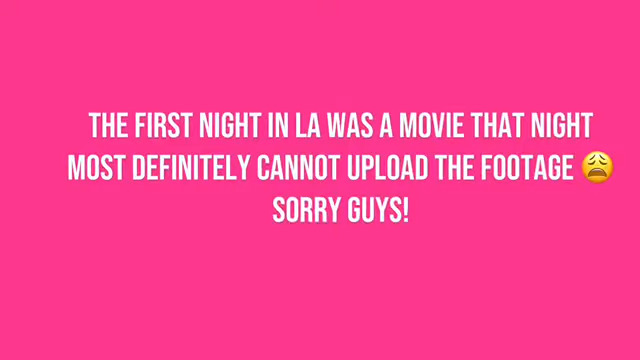 THE FIRST NIGHT IN LA WAS A MOVIE THAT NIGHT
MOST DEFINITELY CANNOT UPLOAD THE FOOTAGE 😩
SORRY GUYS!